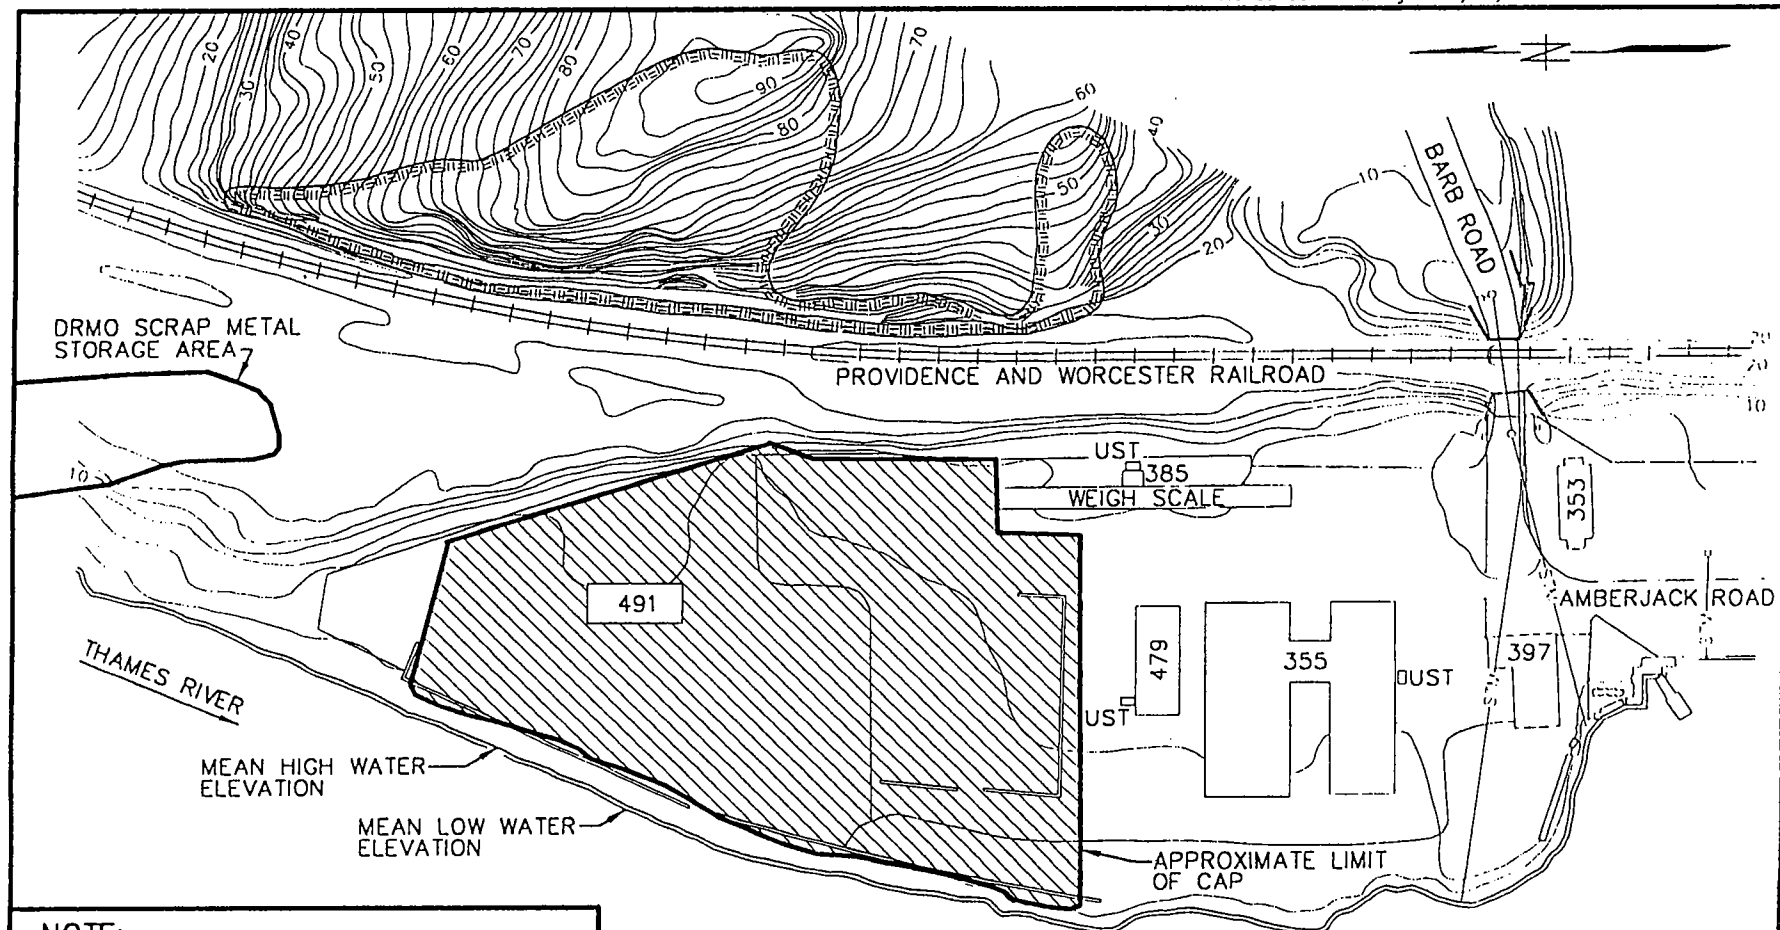 20
30
40
50
60
70
80
90
80
70
60
50
40
30
20
10
BARB ROAD
N
DRMO SCRAP METAL
STORAGE AREA
PROVIDENCE AND WORCESTER RAILROAD
20
10
10
UST
385
WEIGH SCALE
353
491
479
UST
355
UST
397
AMBERJACK ROAD
THAMES RIVER
MEAN HIGH WATER
ELEVATION
MEAN LOW WATER
ELEVATION
APPROXIMATE LIMIT
OF CAP
NOTE: